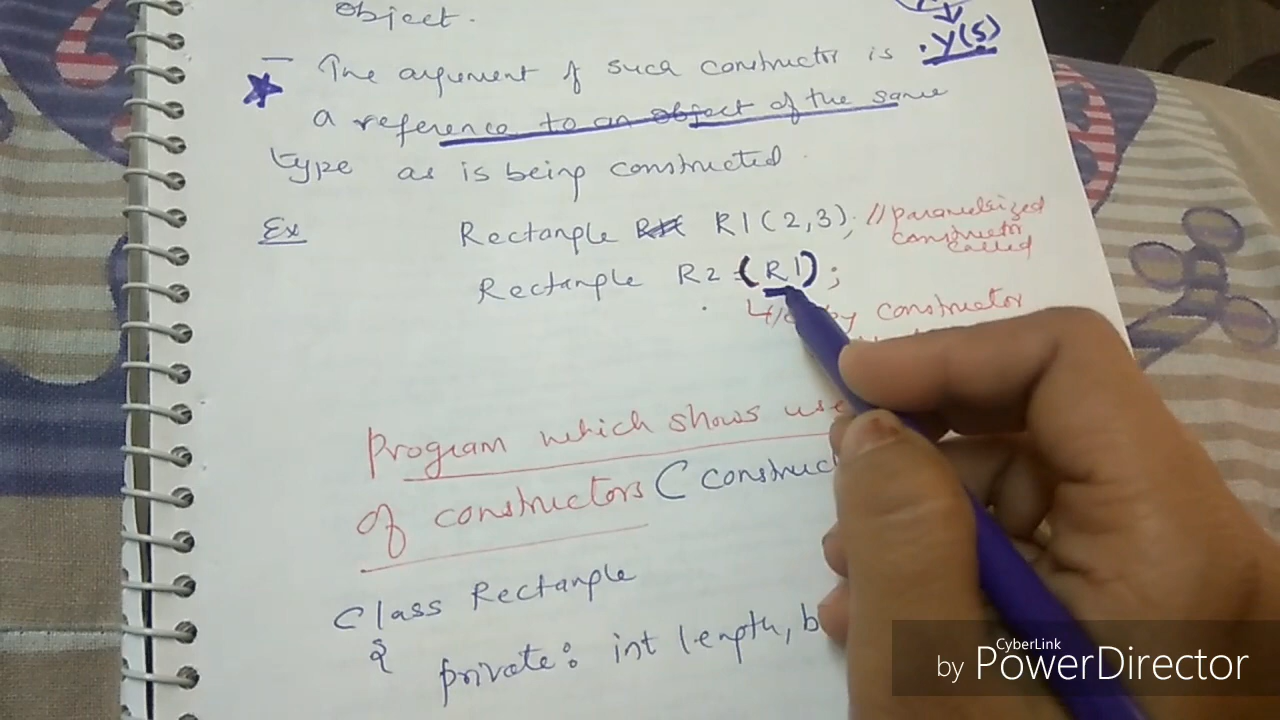 object.
.y(s)
– The argument of such constructor is
a reference to an object of the same
type as is being constructed.
Ex Rectangle R1(2,3); // parameterized
constructor
called
Rectangle R2 (R1);
constructor
Program which shows use
of constructors ( construc
Class Rectangle
{
private: int length, b
CyberLink
by PowerDirector